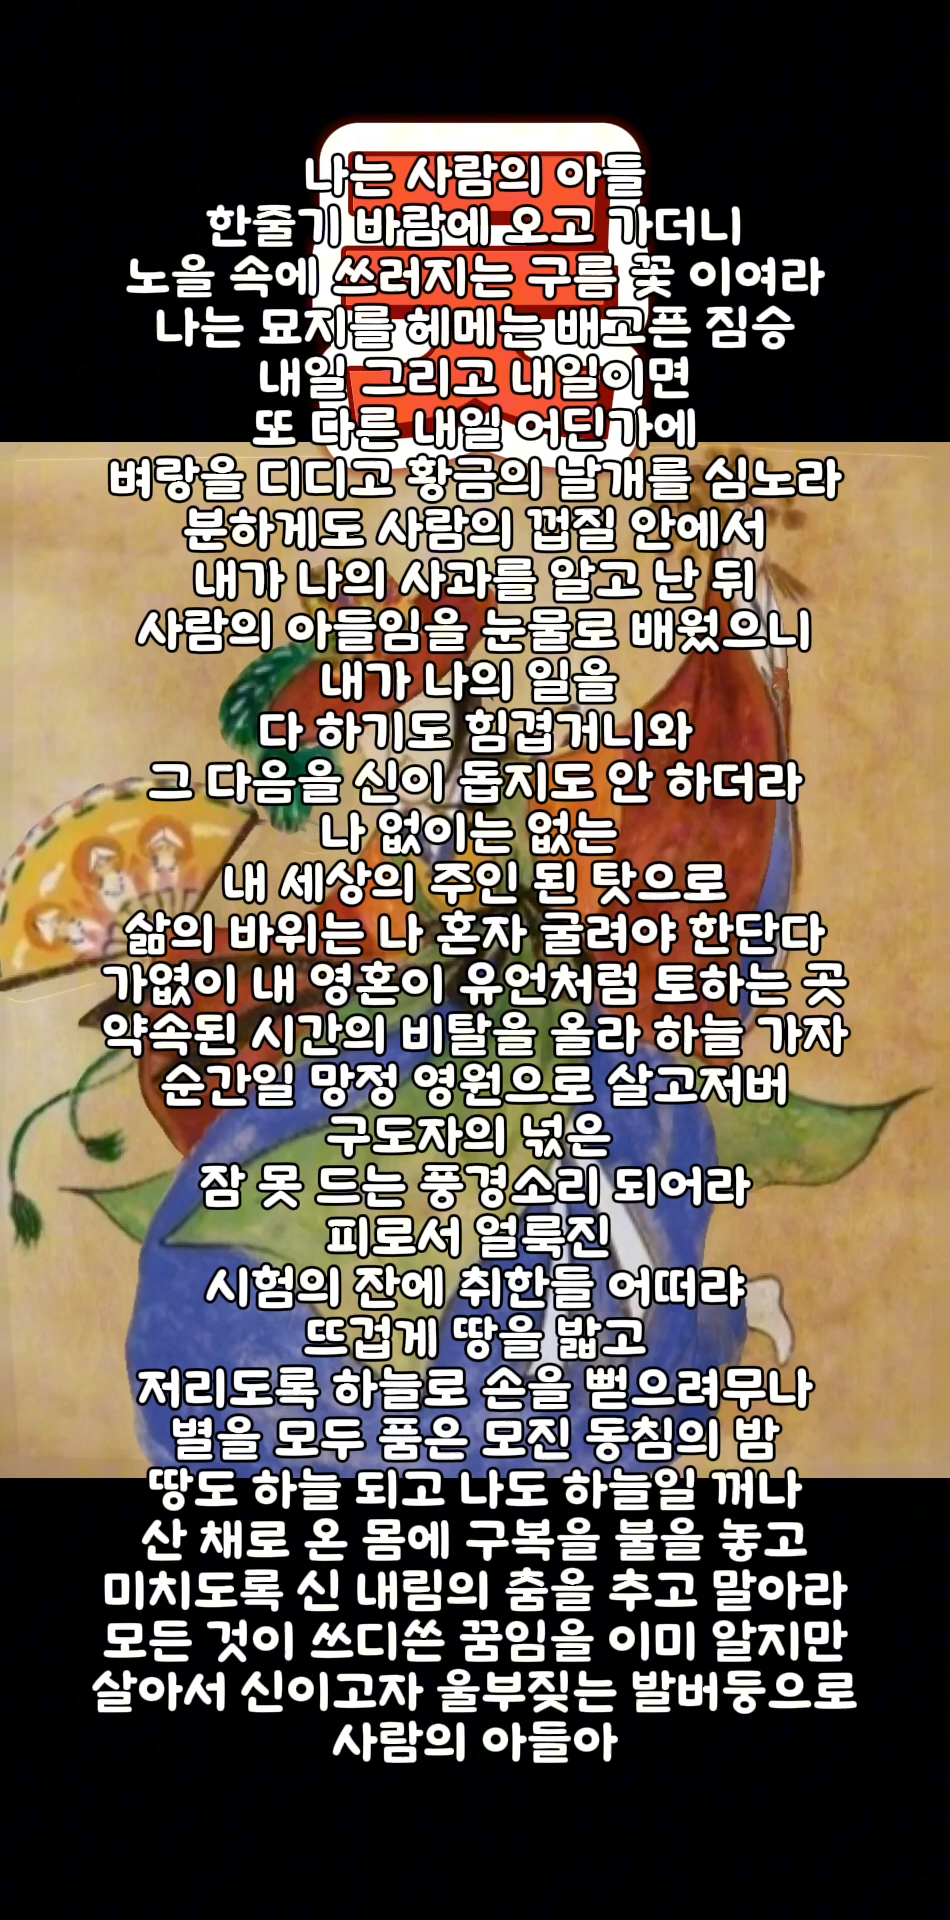 나는 사람의 아들
한줄기 바람에 오고 가더니
노을 속에 쓰러지는 구름 꽃 이여라
나는 묘지를 헤메는 배고픈 짐승
내일 그리고 내일이면
또 다른 내일 어딘가에
벼랑을 디디고 황금의 날개를 심노라
분하게도 사람의 껍질 안에서
내가 나의 사과를 알고 난 뒤
사람의 아들임을 눈물로 배웠으니
내가 나의 일을
다 하기도 힘겹거니와
그 다음을 신이 돕지도 안 하더라
나 없이는 없는
내 세상의 주인 된 탓으로
삶의 바위는 나 혼자 굴려야 한단다
가엾이 내 영혼이 유언처럼 토하는 곳
약속된 시간의 비탈을 올라 하늘 가자
순간일 망정 영원으로 살고저버
구도자의 넋은
잠 못 드는 풍경소리 되어라
피로서 얼룩진
시험의 잔에 취한들 어떠랴
뜨겁게 땅을 밟고
저리도록 하늘로 손을 뻗으려무나
별을 모두 품은 모진 동침의 밤
땅도 하늘 되고 나도 하늘일 꺼나
산 채로 온 몸에 구복을 불을 놓고
미치도록 신 내림의 춤을 추고 말아라
모든 것이 쓰디쓴 꿈임을 이미 알지만
살아서 신이고자 울부짖는 발버둥으로
사람의 아들아